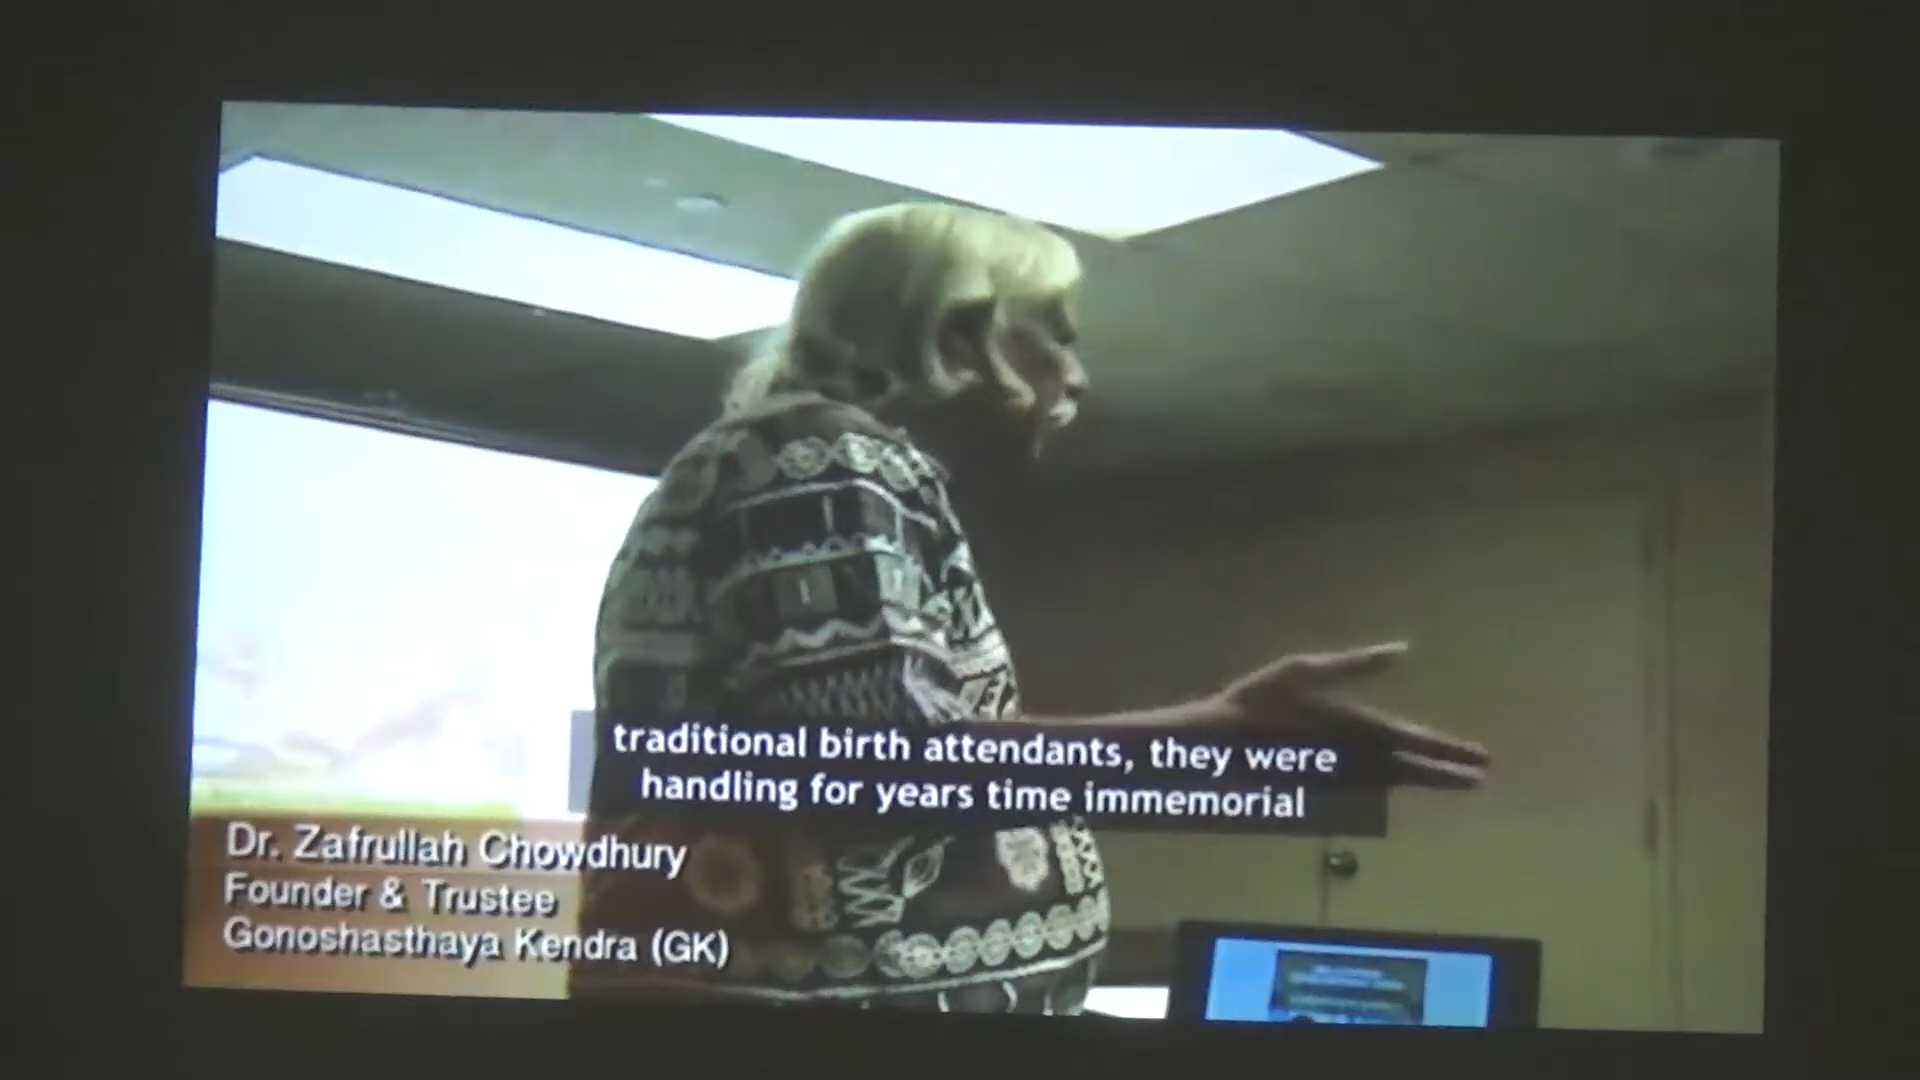 traditional birth attendants, they were
handling for years time immemorial
Dr. Zafrullah Chowdhury
Founder & Trustee
Gonoshasthaya Kendra (GK)